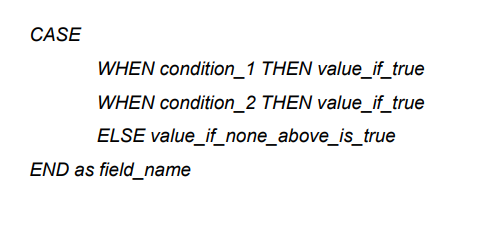 CASE
WHEN condition_1 THEN value_if_true
WHEN condition_2 THEN value_if_true
ELSE value_if_none_above_is_true
END as field_name